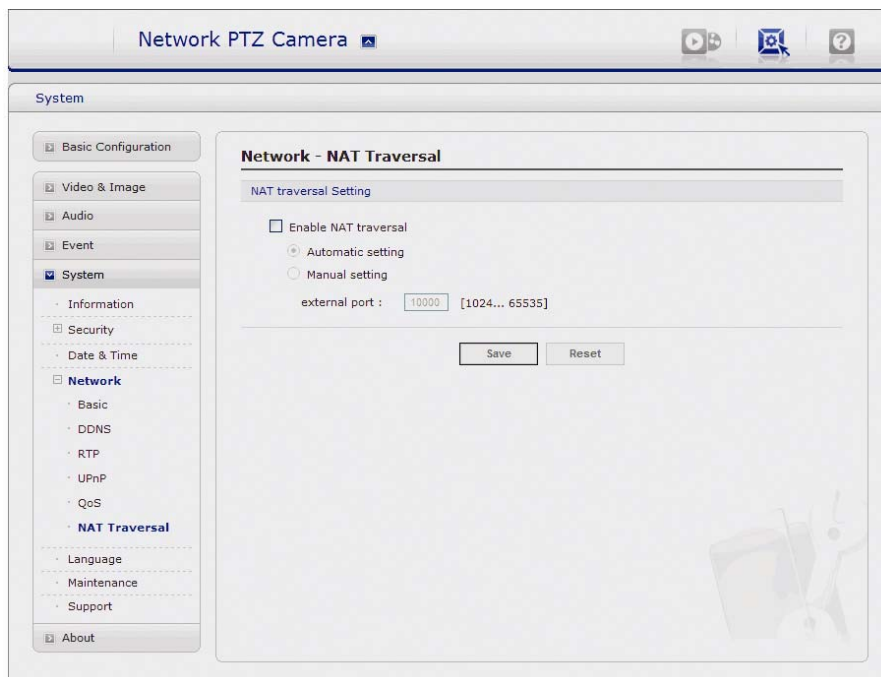 Network PTZ Camera
System
Basic Configuration
Video & Image
Audio
Event
System
Information
Security
Date & Time
Network
Basic
DDNS
RTP
UPnP
QoS
NAT Traversal
Language
Maintenance
Support
About
Network - NAT Traversal
NAT traversal Setting
Enable NAT traversal
Automatic setting
Manual setting
external port : 10000 [1024... 65535]
Save Reset